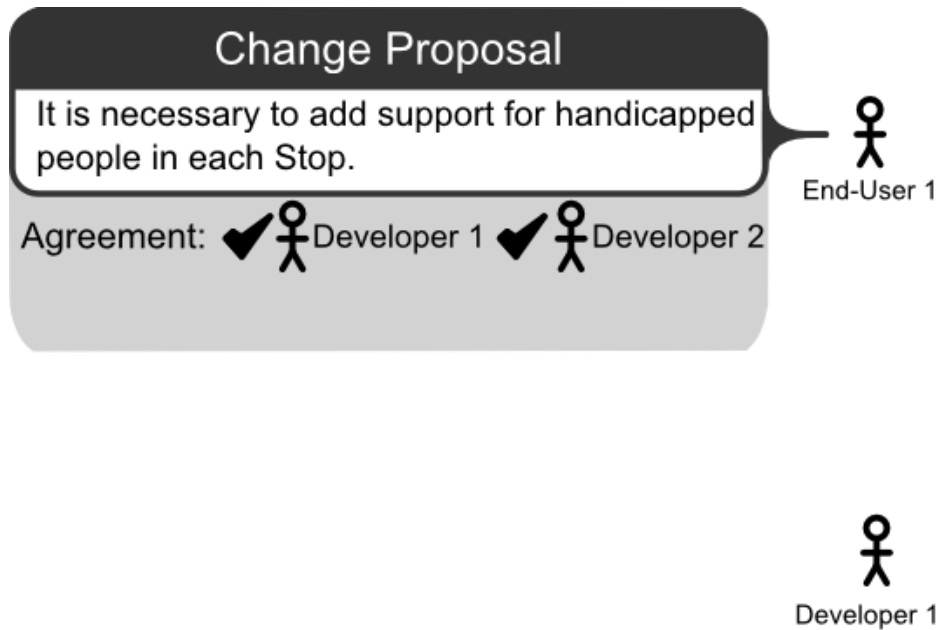 Change Proposal
It is necessary to add support for handicapped
people in each Stop.
End-User 1
Agreement: Developer 1 Developer 2
Developer 1